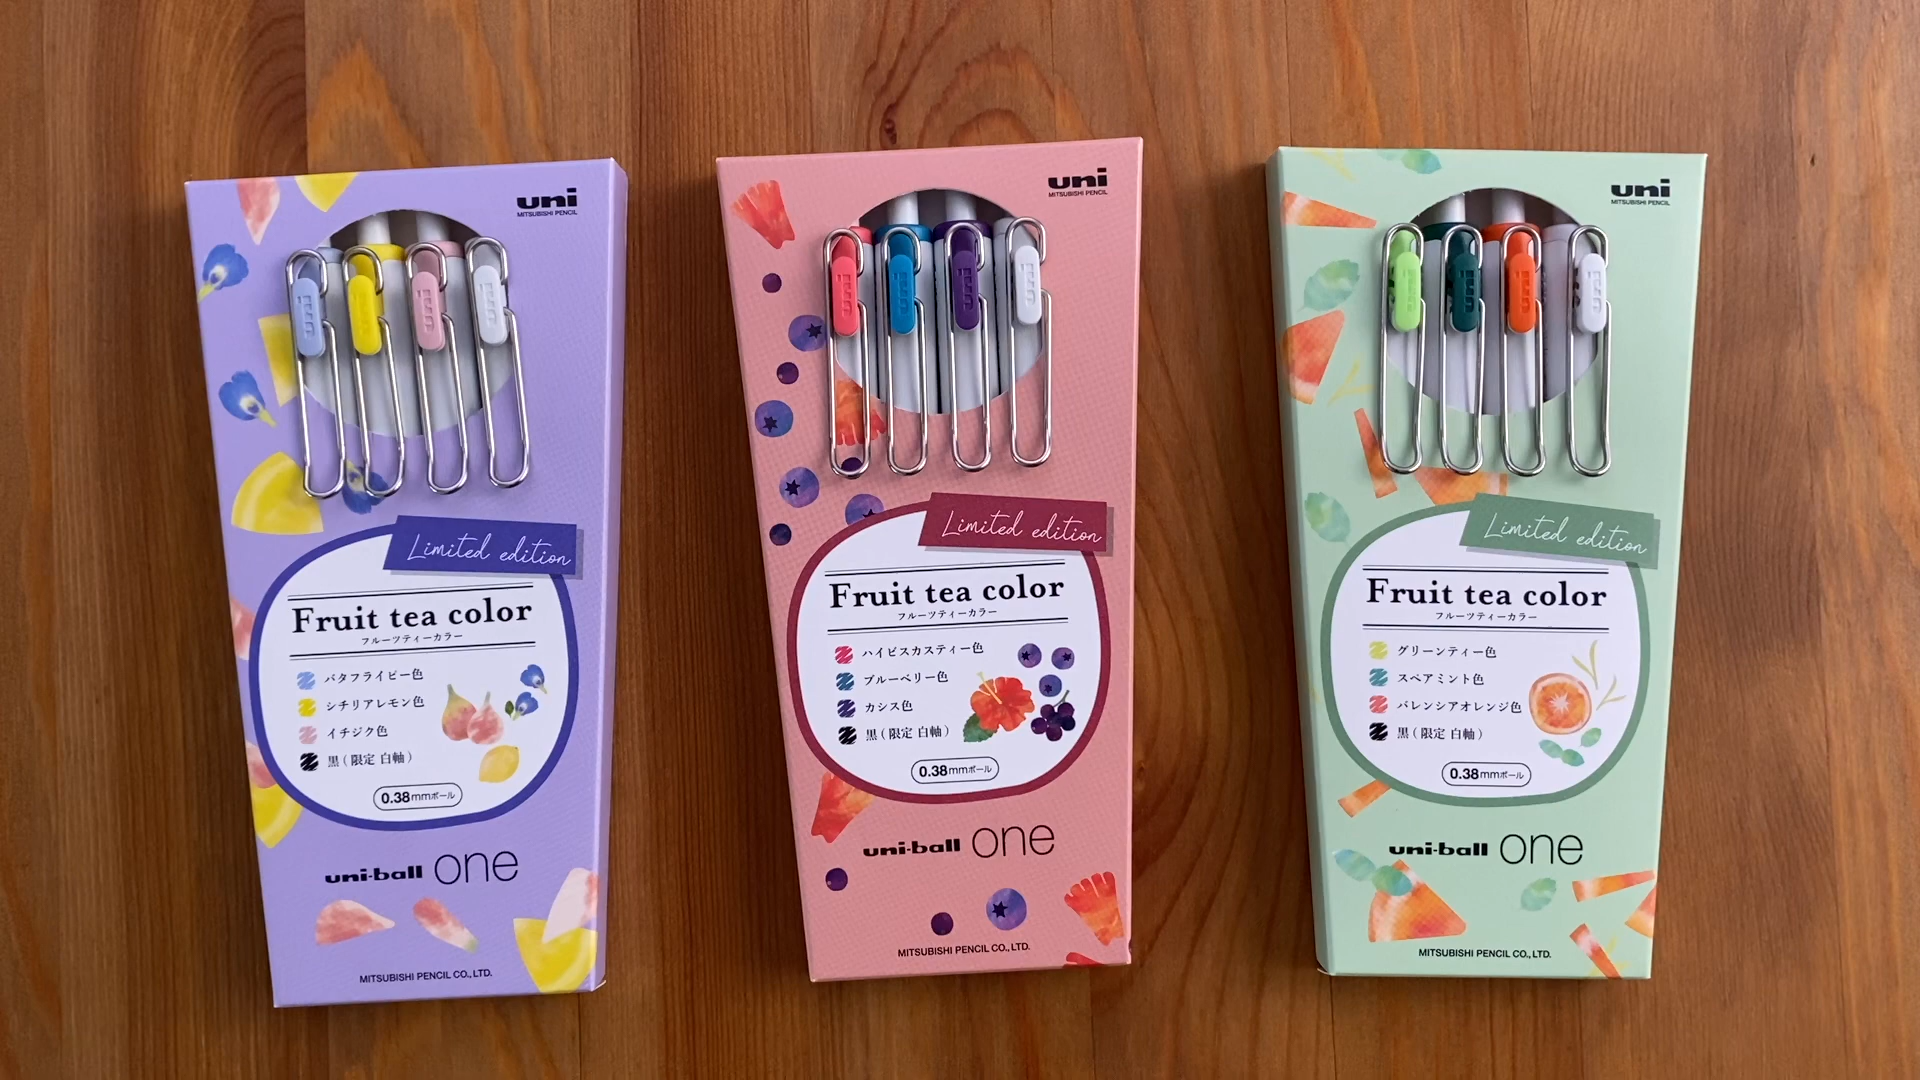 uni
MITSUBISHI PENCIL
Limited edition
Fruit tea color
フルーツティーカラー
バタフライピー色
シチリアレモン色
イチジク色
黒(限定 白軸)
0.38mmボール
uni-ball one
MITSUBISHI PENCIL CO., LTD.
uni
MITSUBISHI PENCIL
Limited edition
Fruit tea color
フルーツティーカラー
ハイビスカスティー色
ブルーベリー色
カシス色
黒(限定 白軸)
0.38mmボール
uni-ball one
MITSUBISHI PENCIL CO., LTD.
uni
MITSUBISHI PENCIL
Limited edition
Fruit tea color
フルーツティーカラー
グリーンティー色
スペアミント色
バレンシアオレンジ色
黒(限定 白軸)
0.38mmボール
uni-ball one
MITSUBISHI PENCIL CO., LTD.